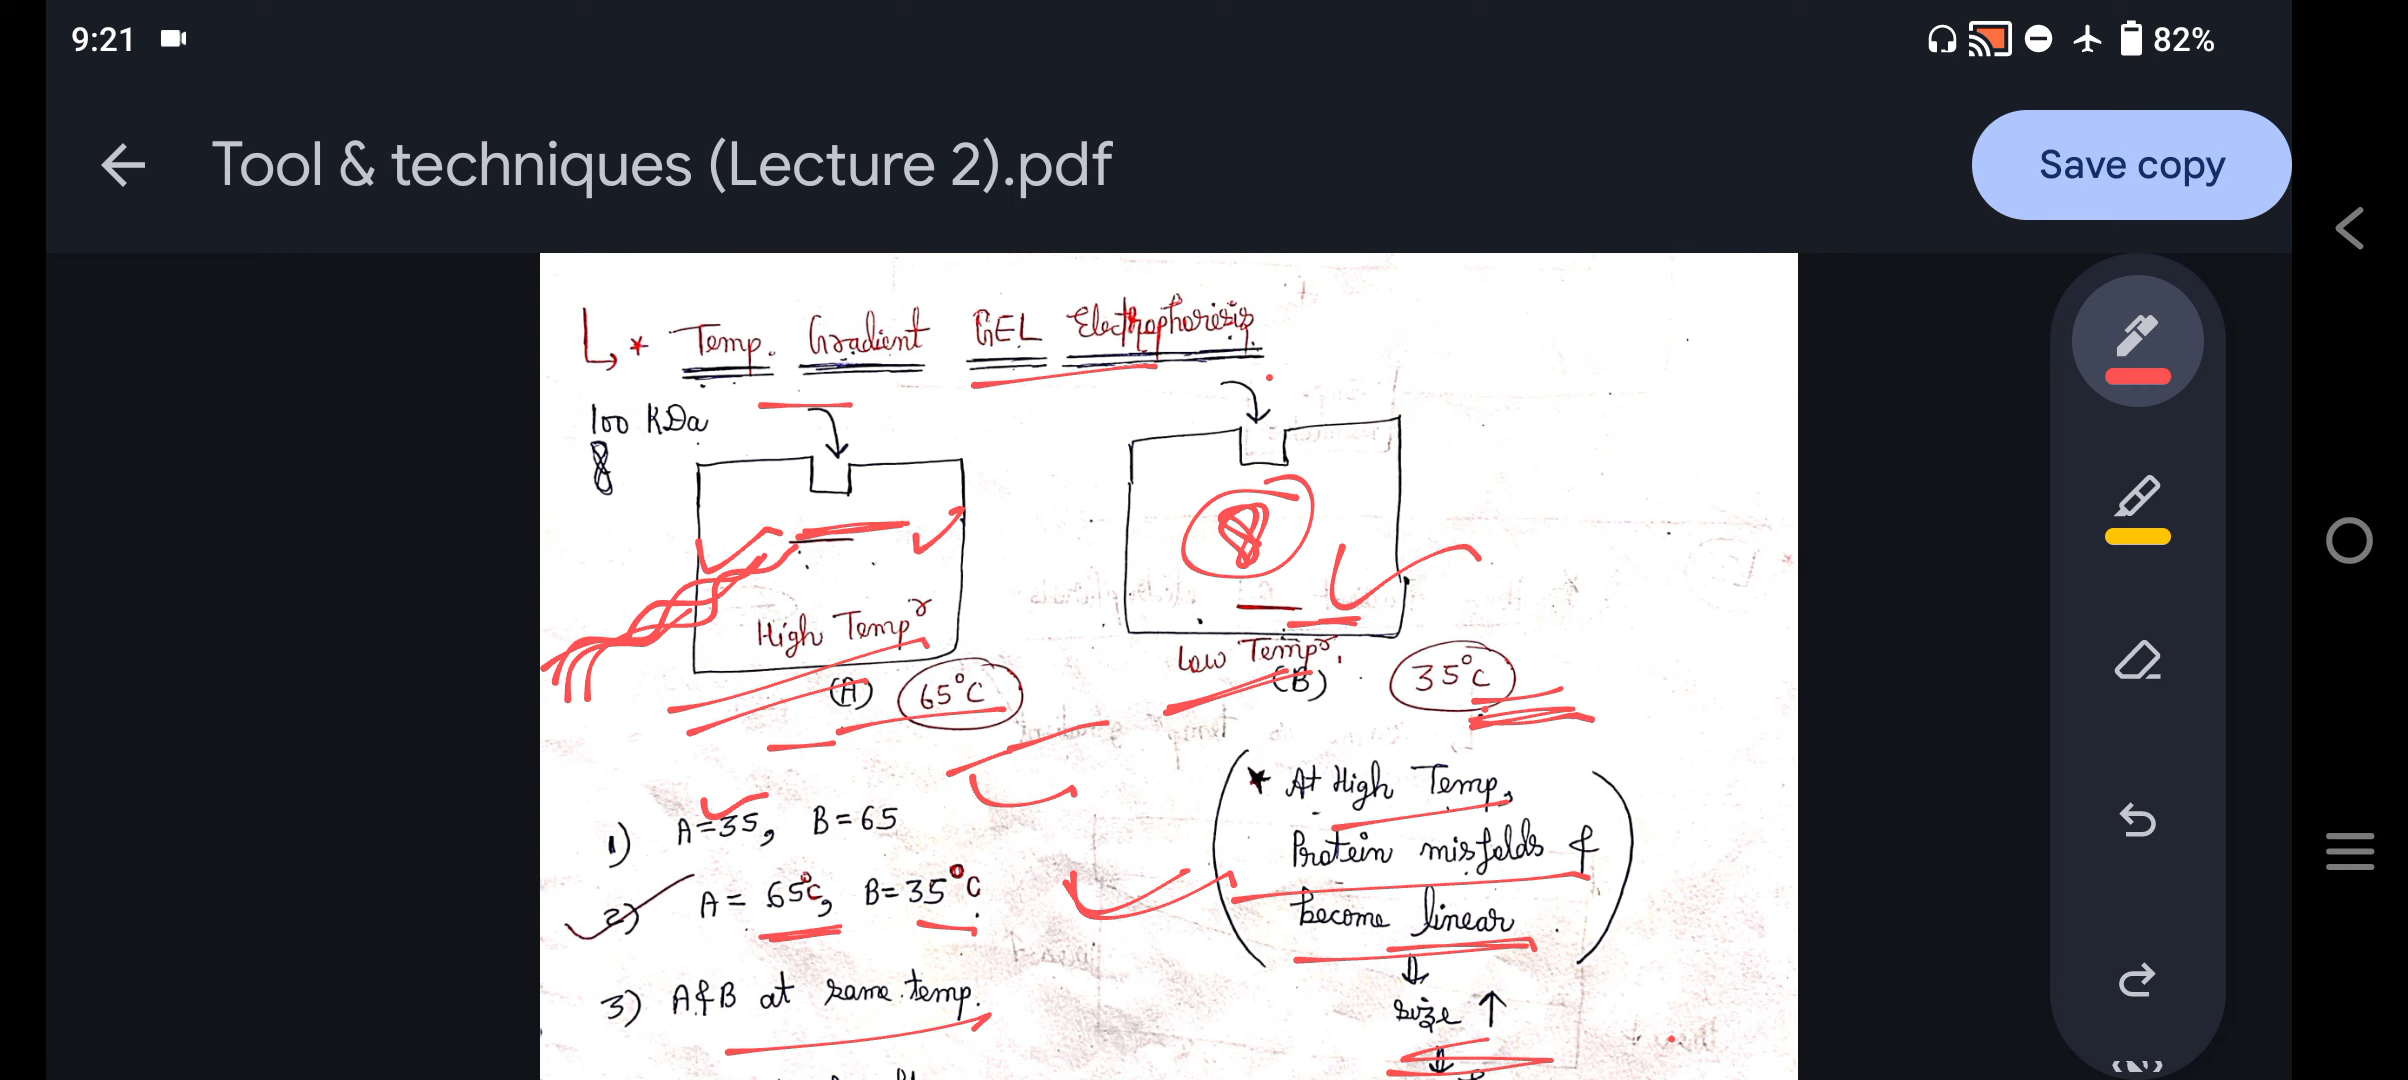 9:21
82%
Tool & techniques (Lecture 2).pdf
Save copy
* Temp. Gradient GEL Electrophoresis
100 KDa
High Tempr
(A) 65°C
Low Tempr.
(B) 35°C
1) A=35, B=65
2) A= 65°C, B=35°C
3) A&B at same temp.
★ At High Temp,
Protein misfolds &
become linear
↓
size ↑
↓